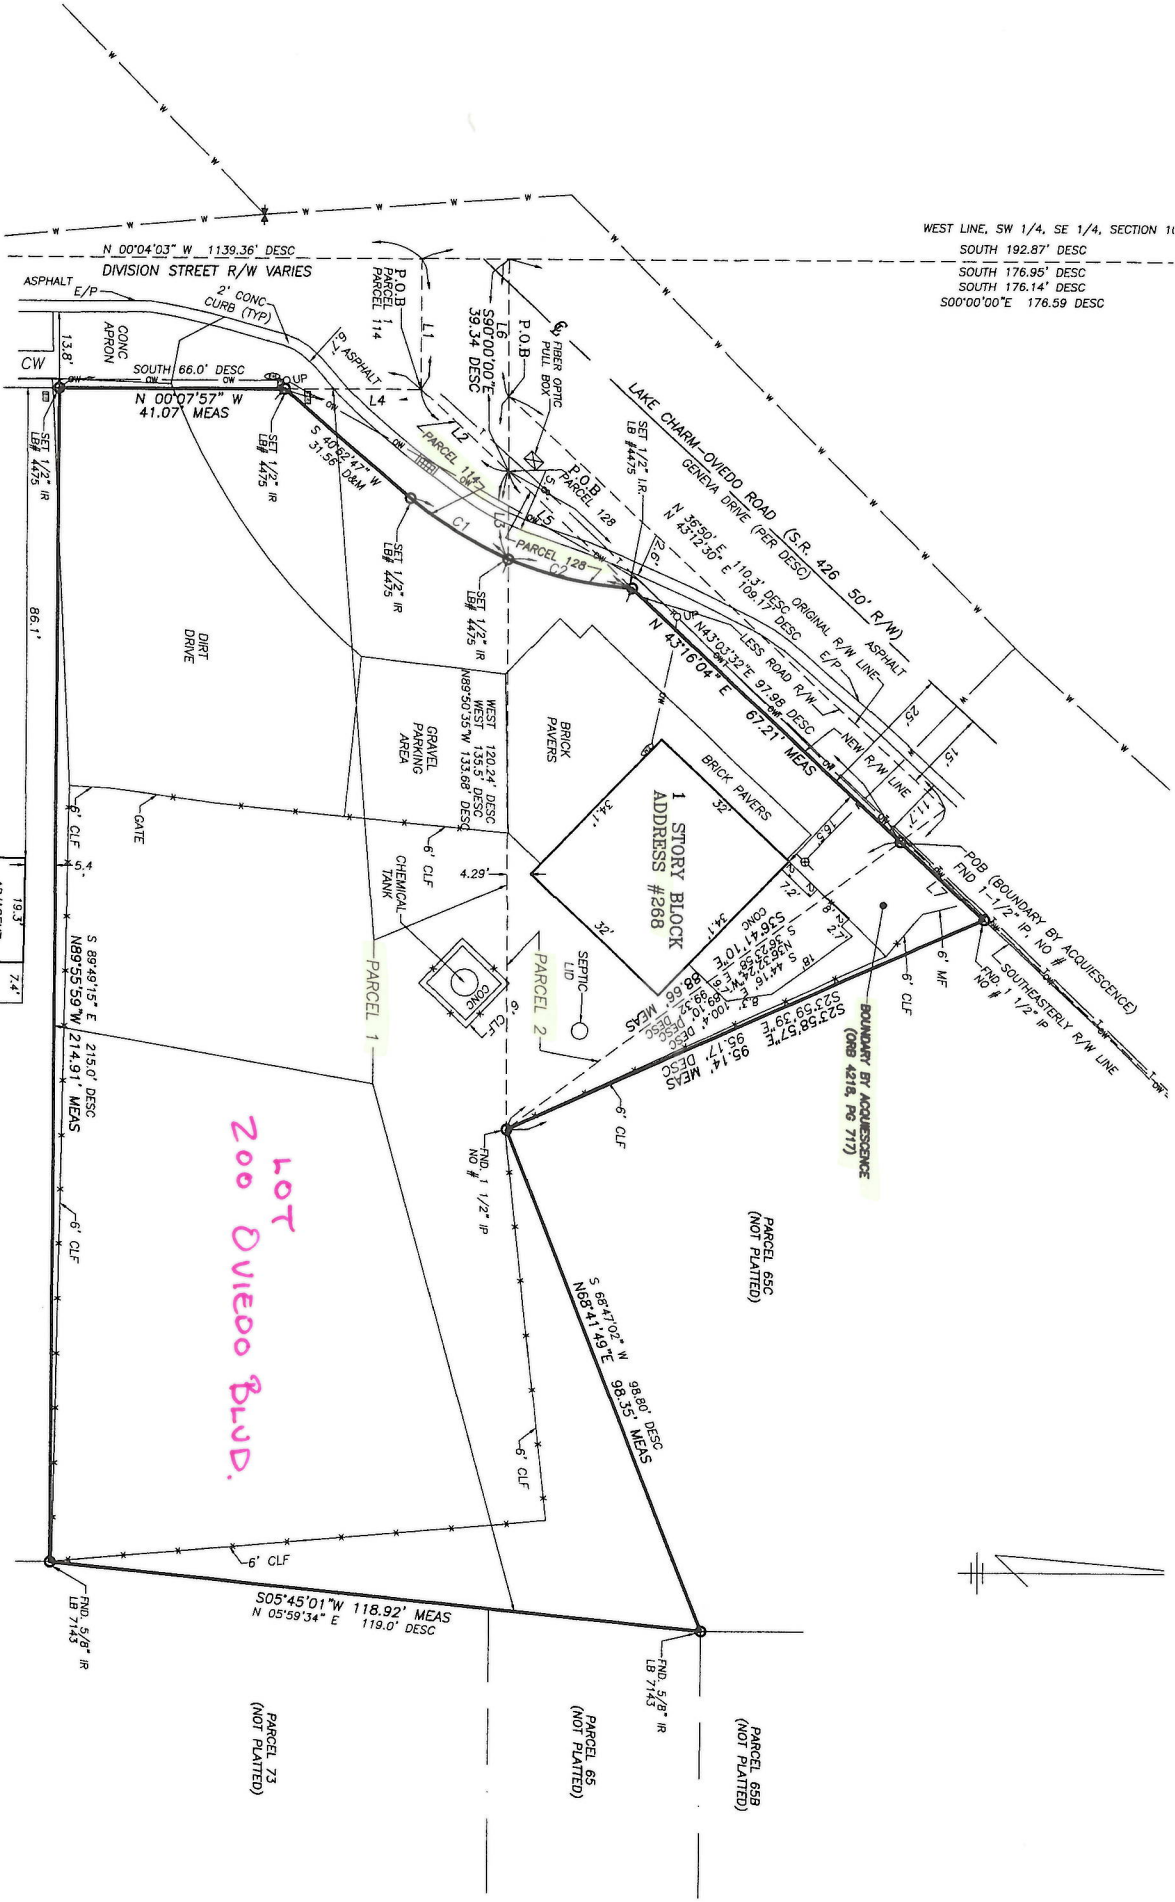 WEST LINE, SW 1/4, SE 1/4, SECTION
SOUTH 192.87' DESC
SOUTH 176.95' DESC
SOUTH 176.14' DESC
S00°00'00"E 176.59 DESC
N 00°04'03" W 1139.36' DESC
DIVISION STREET R/W VARIES
ASPHALT
E/P
2' CONC
CURB (TYP)
CONC
APRON
13.8'
CW
SOUTH 66.0' DESC
N 00°07'57" W
41.07' MEAS
UP
SET 1/2" IR
LB# 4475
SET 1/2" IR
LB# 4475
86.1'
P.O.B
PARCEL 1
PARCEL 114
L1
L6
S90°00'00"E
39.34 DESC
P.O.B
FIBER OPTIC
PULL BOX
9.7'
ASPHALT
L4
L2
PARCEL 114
S 40°52'47" W
31.56' D&M
C1
L3
5.8'
L5
P.O.B
PARCEL 128
PARCEL 128
C2
SET 1/2" IR
LB# 4475
SET 1/2" IR
LB# 4475
SET 1/2" I.R.
LB #4475
2.6'
LAKE CHARM-OVIEDO ROAD (S.R. 426 50' R/W)
GENEVA DRIVE (PER DESC)
N 36°50' E 110.3' DESC ORIGINAL R/W LINE
N 43°12'30" E 109.17' DESC
ASPHALT
E/P
LESS ROAD R/W
N43°03'32"E 97.98 DESC
N 43°16'04" E 67.21' MEAS
UP
NEW R/W LINE
25'
15'
11.7'
16.5'
POB (BOUNDARY BY ACQUIESCENCE)
FND 1-1/2" IP, NO #
L7
SOUTHEASTERLY R/W LINE
FND. 1 1/2" IP
NO #
6' MF
6' CLF
BOUNDARY BY ACQUIESCENCE
(ORB 4218, PG 717)
DIRT
DRIVE
GRAVEL
PARKING
AREA
WEST 120.24' DESC
WEST 135.5' DESC
N89°50'35"W 133.68' DESC
BRICK
PAVERS
BRICK PAVERS
32'
34.1'
1 STORY BLOCK
ADDRESS #268
34.1'
32'
7.2'
8'
2.7'
18'
8.3'
CONC
S36°41'10"E 88.66' MEAS
S23°59'39"E 95.17' DESC
S23°58'57"E 95.14' MEAS
6' CLF
GATE
6' CLF
5.4
6' CLF
4.29'
CHEMICAL
TANK
CONC
6' CLF
SEPTIC
LID
PARCEL 2
PARCEL 1
6' CLF
FND. 1 1/2" IP
NO #
PARCEL 65C
(NOT PLATTED)
S 68°47'02" W 98.80' DESC
N68°41'49"E 98.35' MEAS
S 89°49'15" E 215.0' DESC
N89°55'59"W 214.91' MEAS
19.3'
7.4'
6' CLF
LOT
200 OVIEDO BLVD.
6' CLF
6' CLF
S05°45'01"W 118.92' MEAS
N 05°59'34" E 119.0' DESC
FND. 5/8" IR
LB 7143
FND. 5/8" IR
LB 7143
PARCEL 73
(NOT PLATTED)
PARCEL 65
(NOT PLATTED)
PARCEL 65B
(NOT PLATTED)